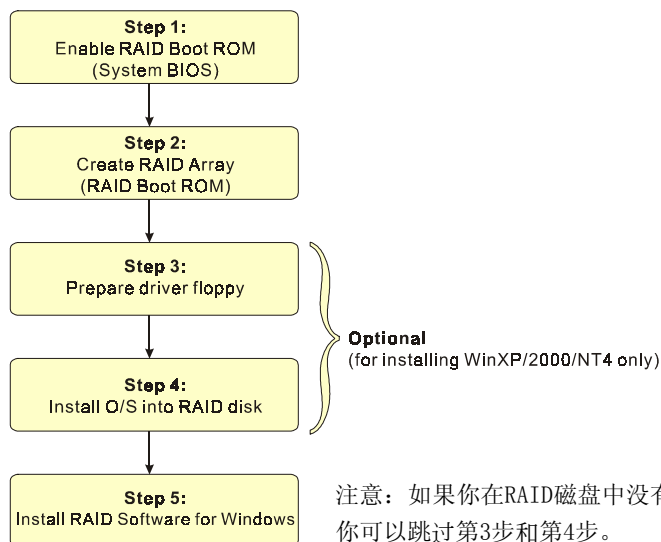 Step 1:
Enable RAID Boot ROM
(System BIOS)
Step 2:
Create RAID Array
(RAID Boot ROM)
Step 3:
Prepare driver floppy
Optional
(for installing WinXP/2000/NT4 only)
Step 4:
Install O/S into RAID disk
Step 5:
Install RAID Software for Windows
注意: 如果你在RAID磁盘中没有
你可以跳过第3步和第4步。